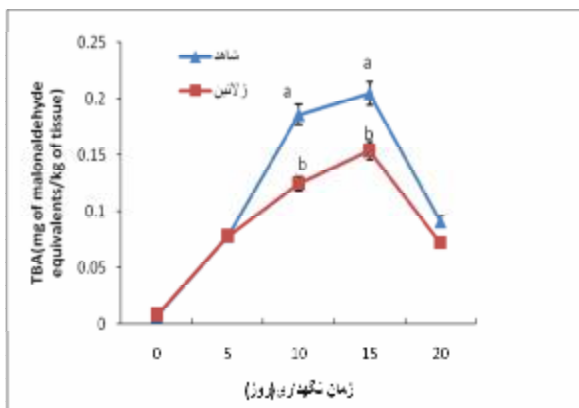 0.25
0.2
0.15
0.1
0.05
0
TBA(mg of malonaldehyde
equivalents/kg of tissue)
شاهد
ژلاتین
a
a
b
b
0 5 10 15 20
زمان نگهداری(روز)